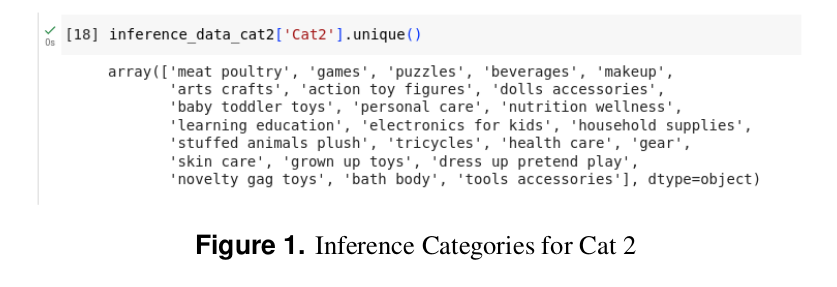 [18] inference_data_cat2['Cat2'].unique()
0s
array(['meat poultry', 'games', 'puzzles', 'beverages', 'makeup',
'arts crafts', 'action toy figures', 'dolls accessories',
'baby toddler toys', 'personal care', 'nutrition wellness',
'learning education', 'electronics for kids', 'household supplies',
'stuffed animals plush', 'tricycles', 'health care', 'gear',
'skin care', 'grown up toys', 'dress up pretend play',
'novelty gag toys', 'bath body', 'tools accessories'], dtype=object)
Figure 1. Inference Categories for Cat 2